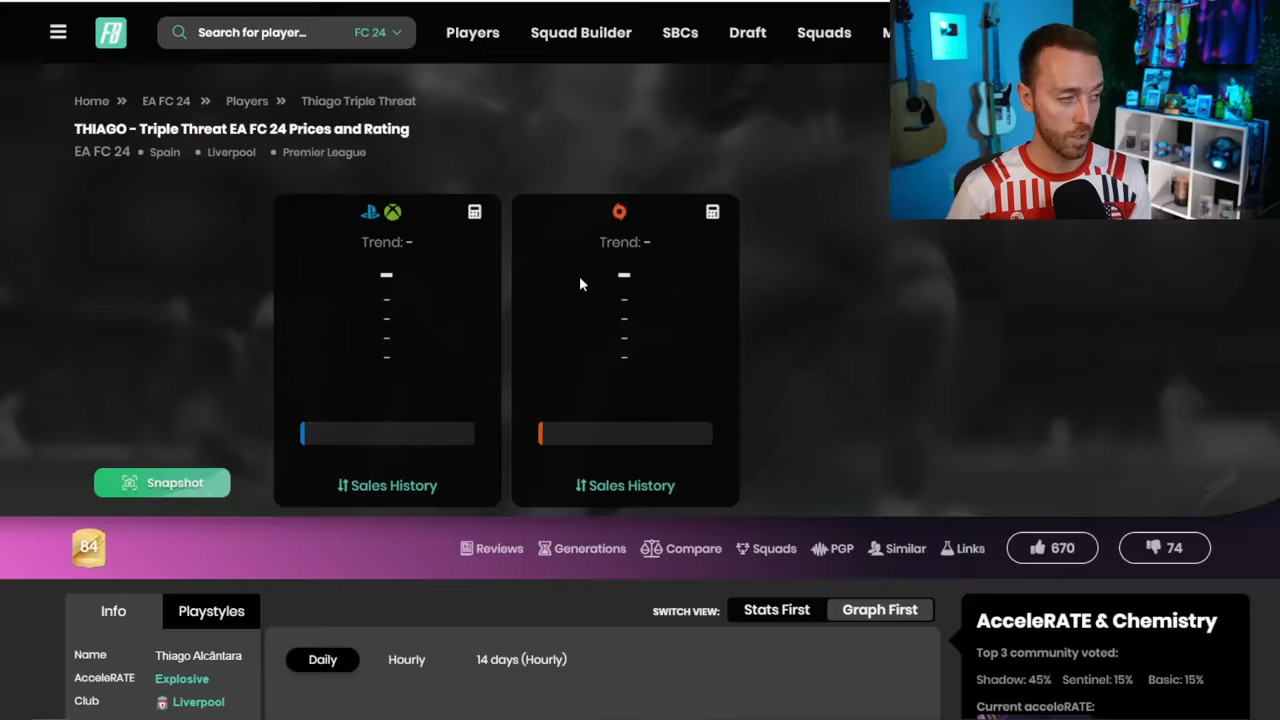 FB Search for player... FC 24 Players Squad Builder SBCs Draft Squads
Home » EA FC 24 » Players » Thiago Triple Threat
THIAGO - Triple Threat EA FC 24 Prices and Rating
EA FC 24 • Spain • Liverpool • Premier League
Trend: -
-
-
-
-
-
Sales History
Trend: -
-
-
-
-
-
Sales History
Snapshot
84 Reviews Generations Compare Squads PGP Similar Links 670 74
Info Playstyles
Name Thiago Alcântara
AcceleRATE Explosive
Club Liverpool
SWITCH VIEW: Stats First Graph First
Daily Hourly 14 days (Hourly)
AcceleRATE & Chemistry
Top 3 community voted:
Shadow: 45% Sentinel: 15% Basic: 15%
Current acceleRATE: